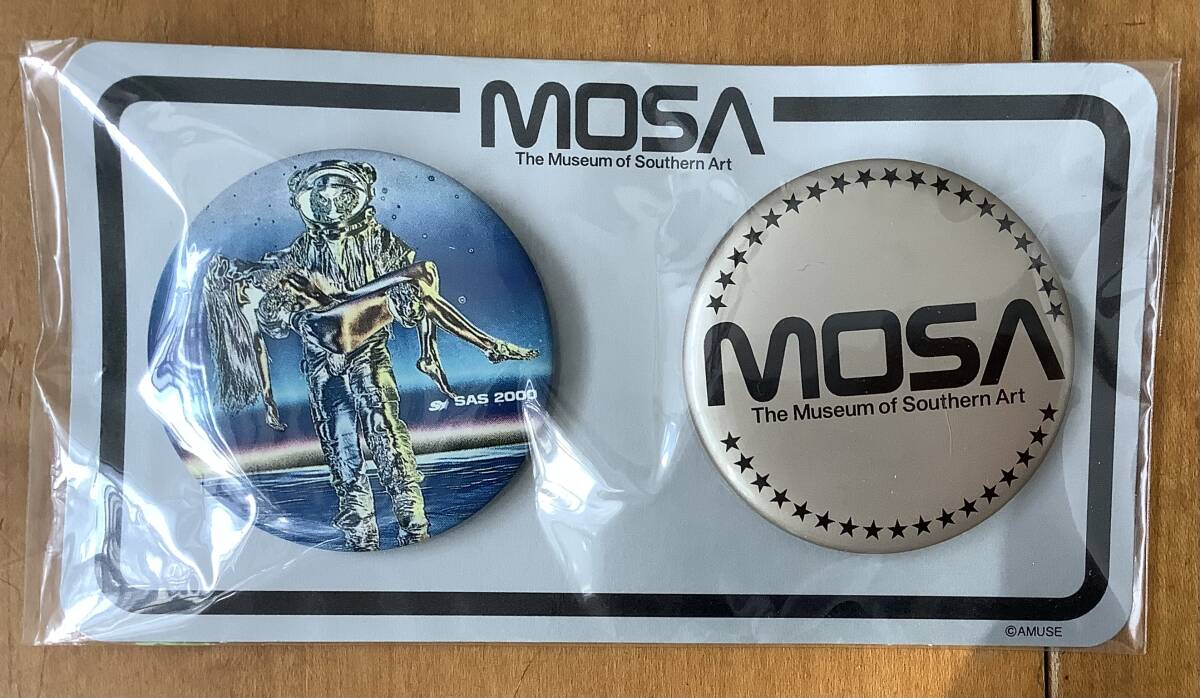 MOSA
The Museum of Southern Art
SAS 2000
MOSA
The Museum of Southern Art
©AMUSE